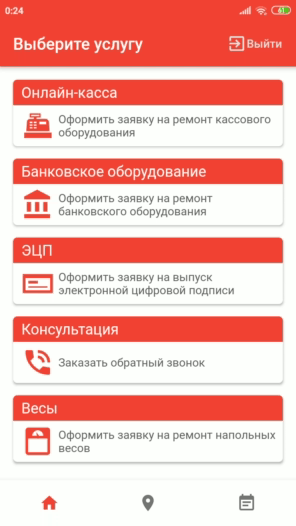 0:24
61
Выберите услугу
Выйти
Онлайн-касса
Оформить заявку на ремонт кассового
оборудования
Банковское оборудование
Оформить заявку на ремонт
банковского оборудования
ЭЦП
Оформить заявку на выпуск
электронной цифровой подписи
Консультация
Заказать обратный звонок
Весы
Оформить заявку на ремонт напольных
весов